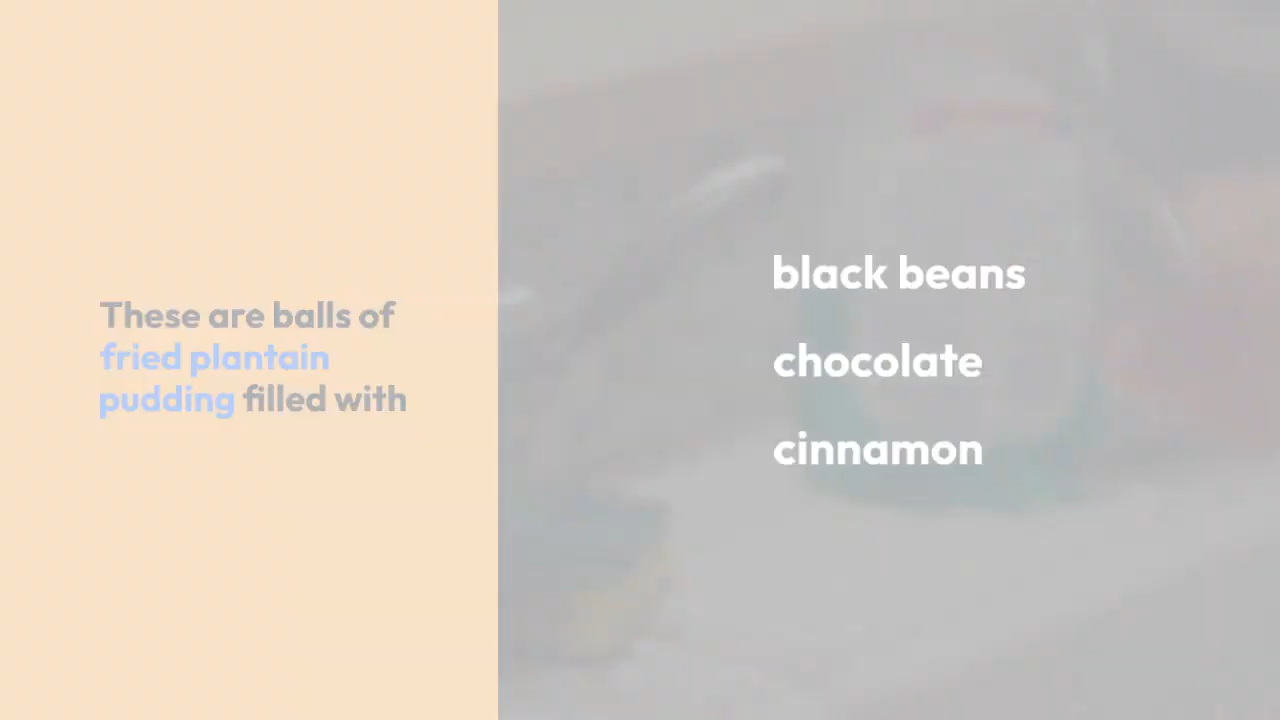 These are balls of
fried plantain
pudding filled with
black beans
chocolate
cinnamon